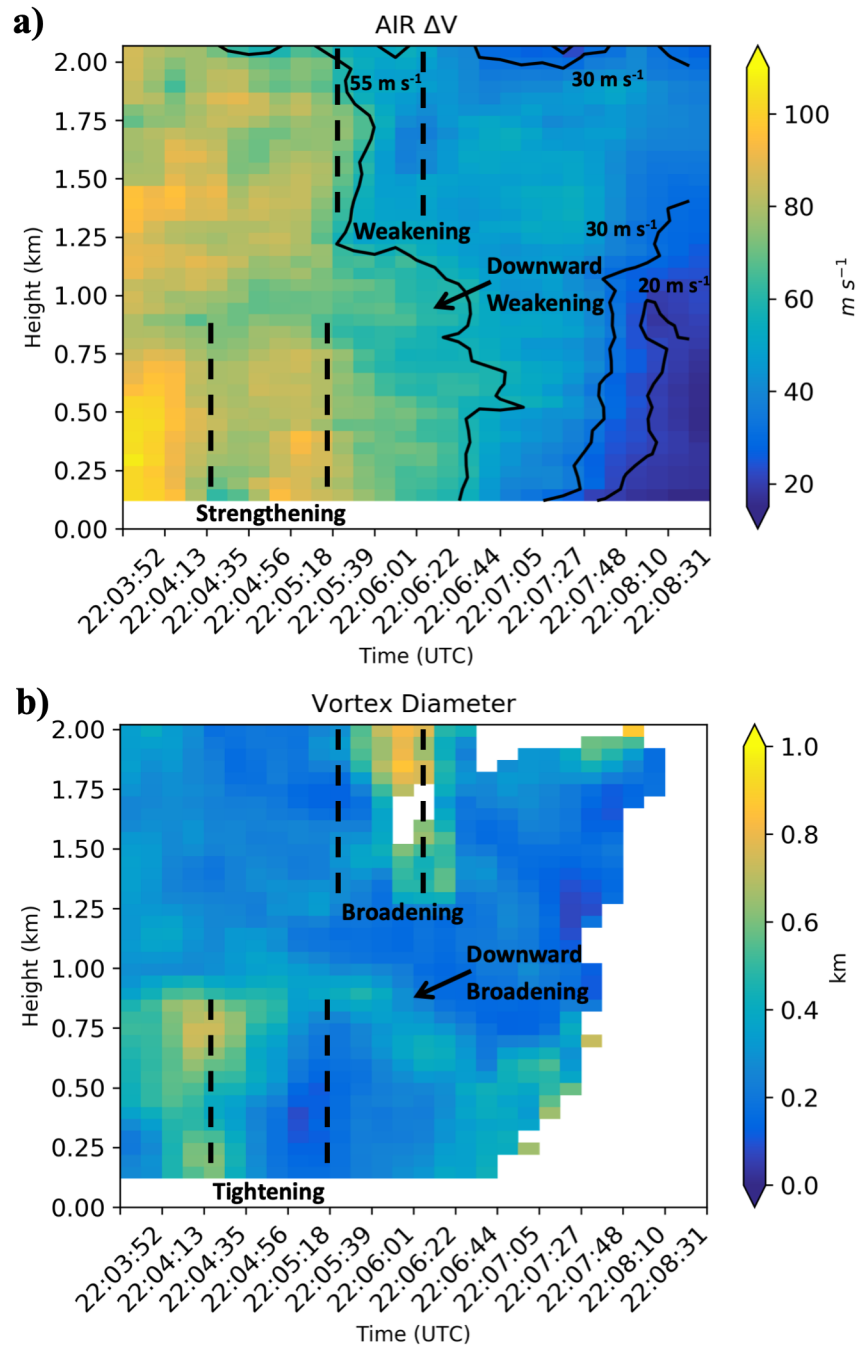 a)
AIR ΔV
2.00
1.75
1.50
1.25
1.00
0.75
0.50
0.25
0.00
Height (km)
55 m s⁻¹
30 m s⁻¹
Weakening
30 m s⁻¹
Downward
Weakening
20 m s⁻¹
Strengthening
22:03:52
22:04:13
22:04:35
22:04:56
22:05:18
22:05:39
22:06:01
22:06:22
22:06:44
22:07:05
22:07:27
22:07:48
22:08:10
22:08:31
Time (UTC)
100
80
60
40
20
m s⁻¹
b)
Vortex Diameter
2.00
1.75
1.50
1.25
1.00
0.75
0.50
0.25
0.00
Height (km)
Broadening
Downward
Broadening
Tightening
22:03:52
22:04:13
22:04:35
22:04:56
22:05:18
22:05:39
22:06:01
22:06:22
22:06:44
22:07:05
22:07:27
22:07:48
22:08:10
22:08:31
Time (UTC)
1.0
0.8
0.6
0.4
0.2
0.0
km